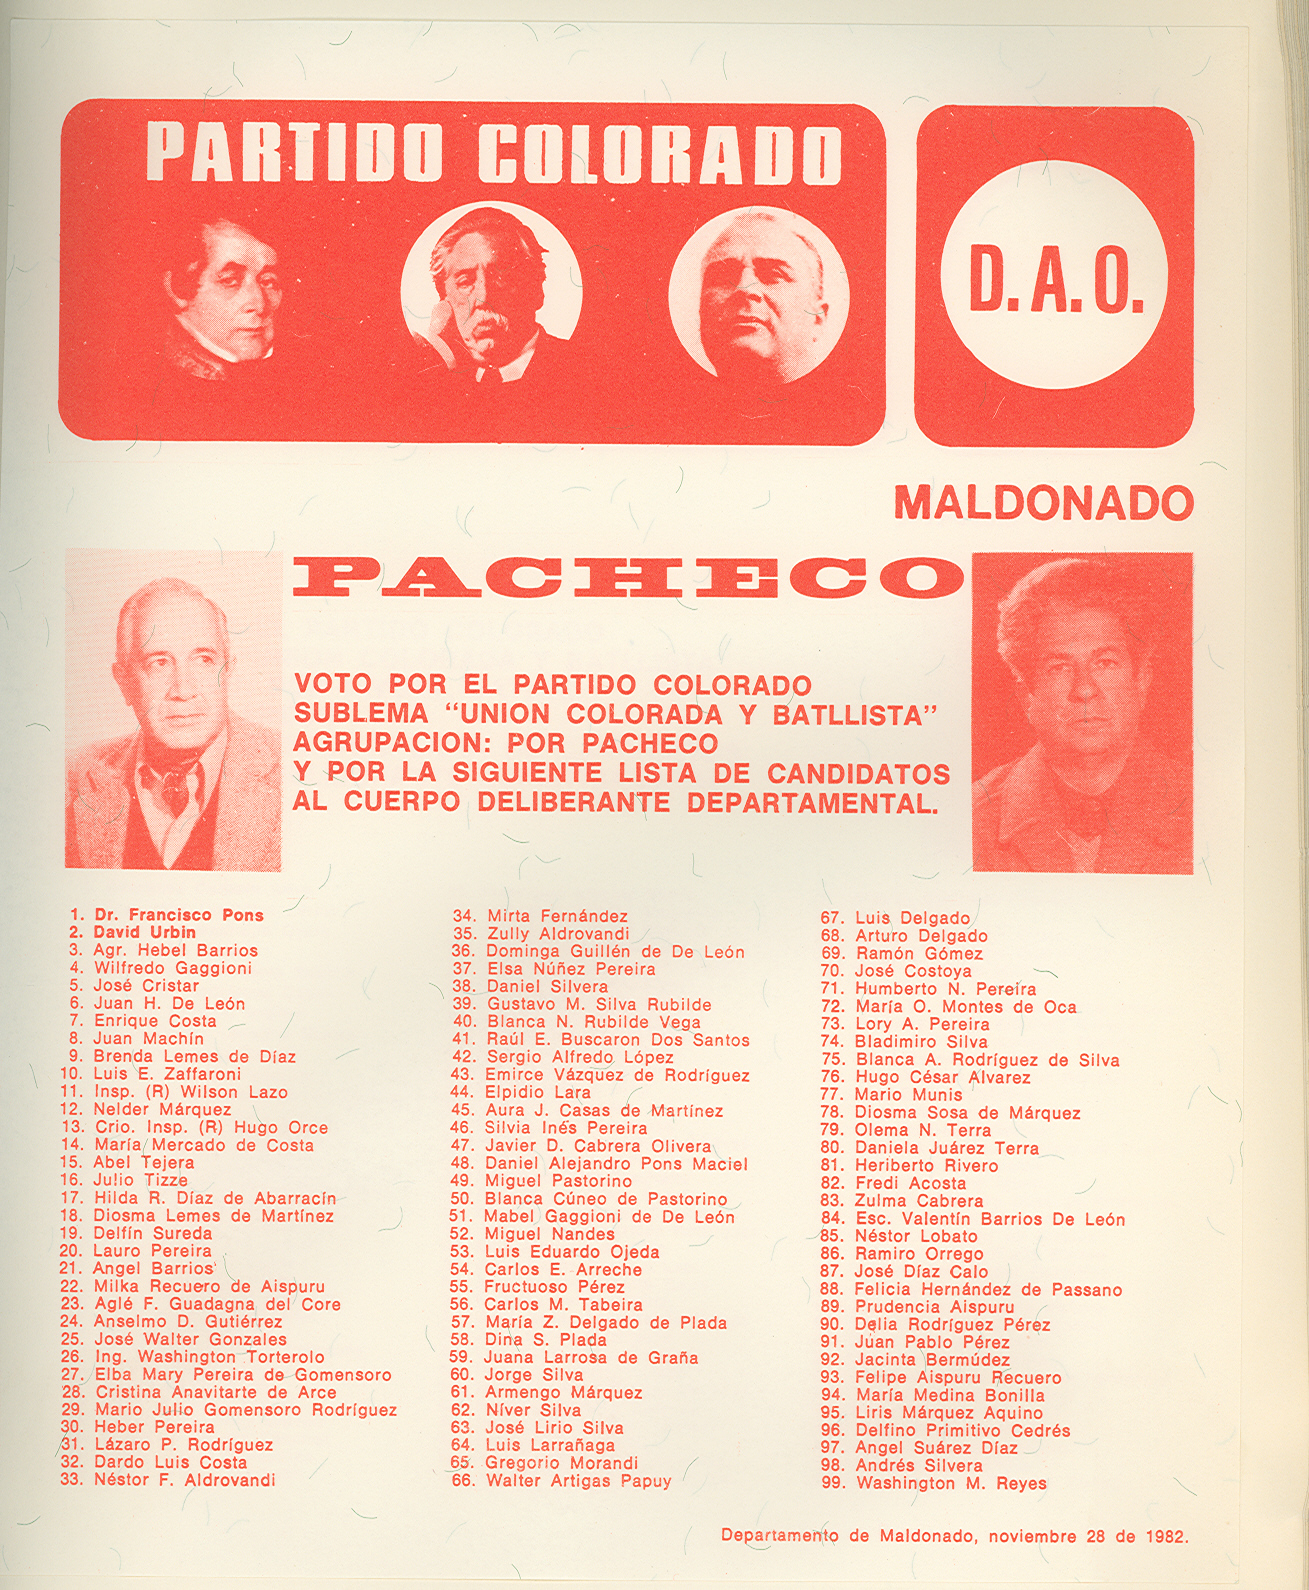 PARTIDO COLORADO
D.A.O.
MALDONADO
PACHECO
VOTO POR EL PARTIDO COLORADO
SUBLEMA “UNION COLORADA Y BATLLISTA”
AGRUPACION: POR PACHECO
Y POR LA SIGUIENTE LISTA DE CANDIDATOS
AL CUERPO DELIBERANTE DEPARTAMENTAL.
1. Dr. Francisco Pons
2. David Urbin
3. Agr. Hebel Barrios
4. Wilfredo Gaggioni
5. José Cristar
6. Juan H. De León
7. Enrique Costa
8. Juan Machín
9. Brenda Lemes de Díaz
10. Luis E. Zaffaroni
11. Insp. (R) Wilson Lazo
12. Nelder Márquez
13. Crio. Insp. (R) Hugo Orce
14. María Mercado de Costa
15. Abel Tejera
16. Julio Tizze
17. Hilda R. Díaz de Abarracín
18. Diosma Lemes de Martínez
19. Delfín Sureda
20. Lauro Pereira
21. Angel Barrios
22. Milka Recuero de Aispuru
23. Aglé F. Guadagna del Core
24. Anselmo D. Gutiérrez
25. José Walter Gonzales
26. Ing. Washington Torterolo
27. Elba Mary Pereira de Gomensoro
28. Cristina Anavitarte de Arce
29. Mario Julio Gomensoro Rodríguez
30. Heber Pereira
31. Lázaro P. Rodríguez
32. Dardo Luis Costa
33. Néstor F. Aldrovandi
34. Mirta Fernández
35. Zully Aldrovandi
36. Dominga Guillén de De León
37. Elsa Núñez Pereira
38. Daniel Silvera
39. Gustavo M. Silva Rubilde
40. Blanca N. Rubilde Vega
41. Raúl E. Buscaron Dos Santos
42. Sergio Alfredo López
43. Emirce Vázquez de Rodríguez
44. Elpidio Lara
45. Aura J. Casas de Martínez
46. Silvia Inés Pereira
47. Javier D. Cabrera Olivera
48. Daniel Alejandro Pons Maciel
49. Miguel Pastorino
50. Blanca Cúneo de Pastorino
51. Mabel Gaggioni de De León
52. Miguel Nandes
53. Luis Eduardo Ojeda
54. Carlos E. Arreche
55. Fructuoso Pérez
56. Carlos M. Tabeira
57. María Z. Delgado de Plada
58. Dina S. Plada
59. Juana Larrosa de Graña
60. Jorge Silva
61. Armengo Márquez
62. Níver Silva
63. José Lirio Silva
64. Luis Larrañaga
65. Gregorio Morandi
66. Walter Artigas Papuy
67. Luis Delgado
68. Arturo Delgado
69. Ramón Gómez
70. José Costoya
71. Humberto N. Pereira
72. María O. Montes de Oca
73. Lory A. Pereira
74. Bladimiro Silva
75. Blanca A. Rodríguez de Silva
76. Hugo César Alvarez
77. Mario Munis
78. Diosma Sosa de Márquez
79. Olema N. Terra
80. Daniela Juárez Terra
81. Heriberto Rivero
82. Fredi Acosta
83. Zulma Cabrera
84. Esc. Valentín Barrios De León
85. Néstor Lobato
86. Ramiro Orrego
87. José Díaz Calo
88. Felicia Hernández de Passano
89. Prudencia Aispuru
90. Delia Rodríguez Pérez
91. Juan Pablo Pérez
92. Jacinta Bermúdez
93. Felipe Aispuru Recuero
94. María Medina Bonilla
95. Liris Márquez Aquino
96. Delfino Primitivo Cedrés
97. Angel Suárez Díaz
98. Andrés Silvera
99. Washington M. Reyes
Departamento de Maldonado, noviembre 28 de 1982.